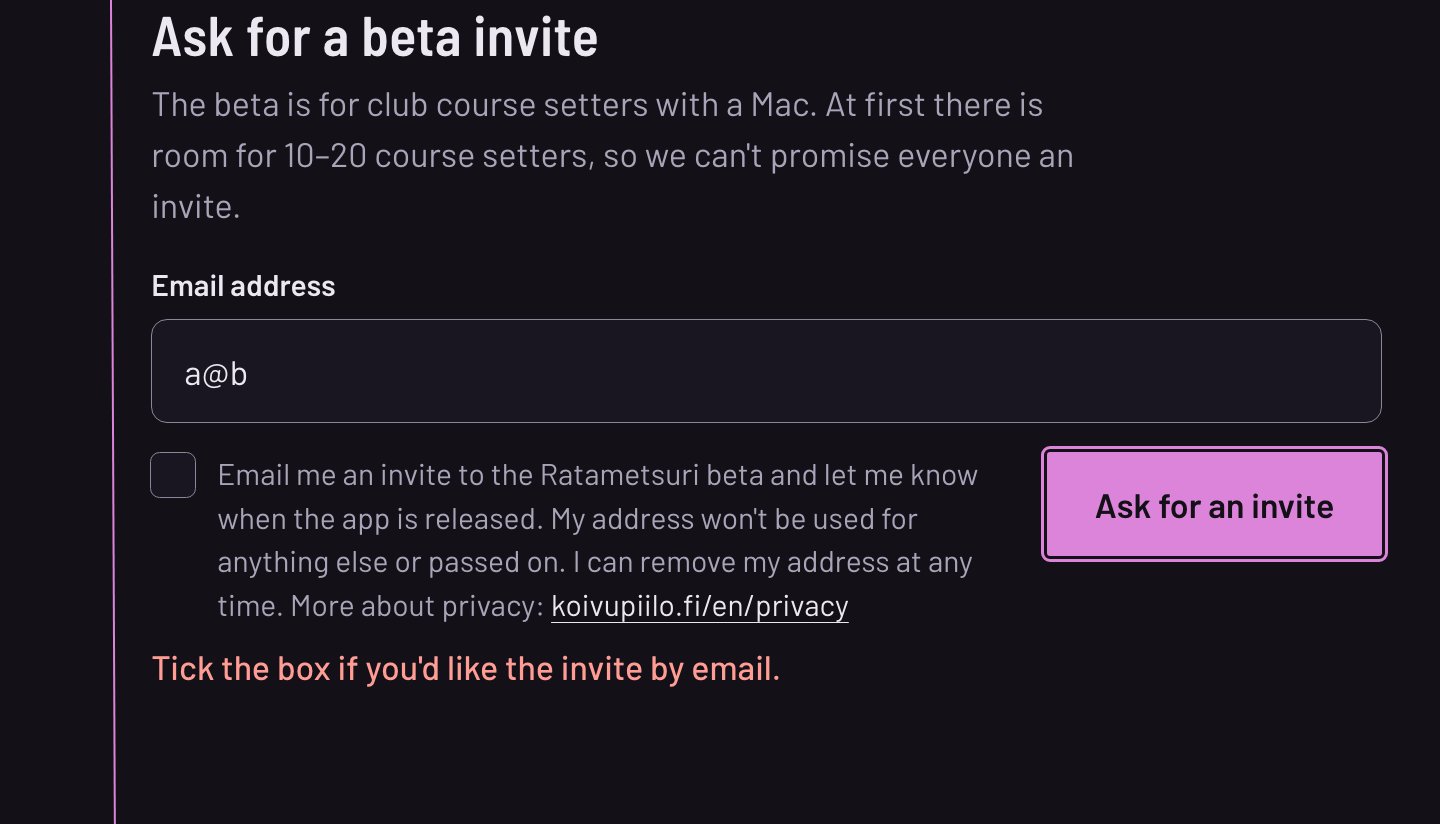 Ask for a beta invite
The beta is for club course setters with a Mac. At first there is
room for 10–20 course setters, so we can't promise everyone an
invite.
Email address
a@b
Email me an invite to the Ratametsuri beta and let me know
when the app is released. My address won't be used for
anything else or passed on. I can remove my address at any
time. More about privacy: koivupiilo.fi/en/privacy
Ask for an invite
Tick the box if you'd like the invite by email.